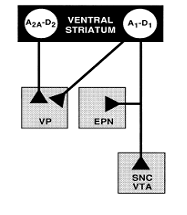 VENTRAL
STRIATUM
A2A-D2
A1-D1
VP
EPN
SNC
VTA